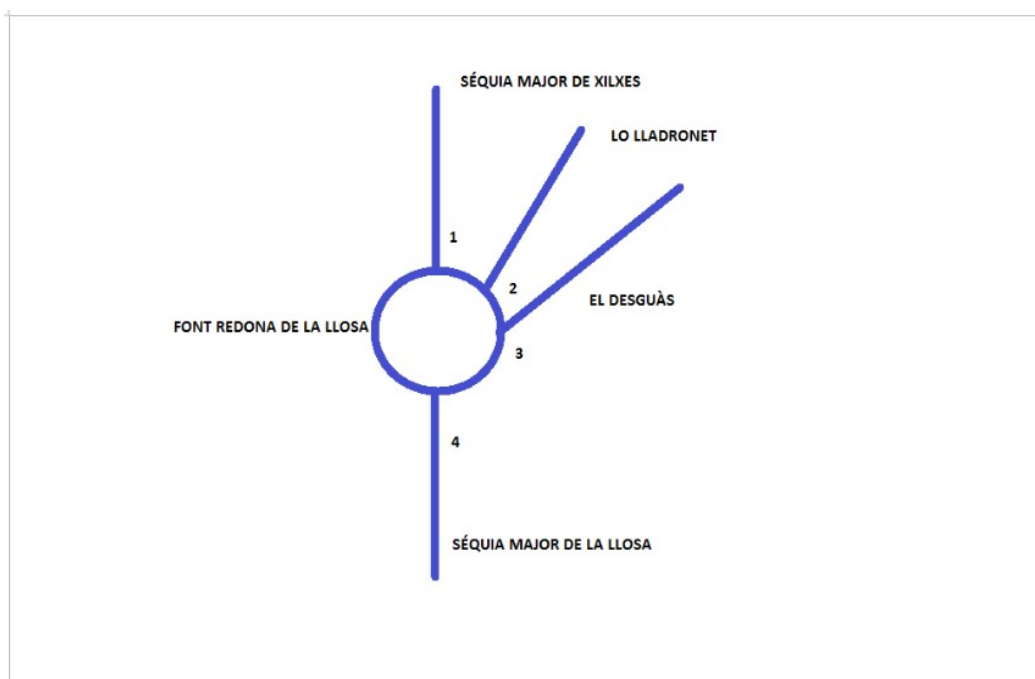 SÉQUIA MAJOR DE XILXES
LO LLADRONET
1
2
EL DESGUÀS
FONT REDONA DE LA LLOSA
3
4
SÉQUIA MAJOR DE LA LLOSA